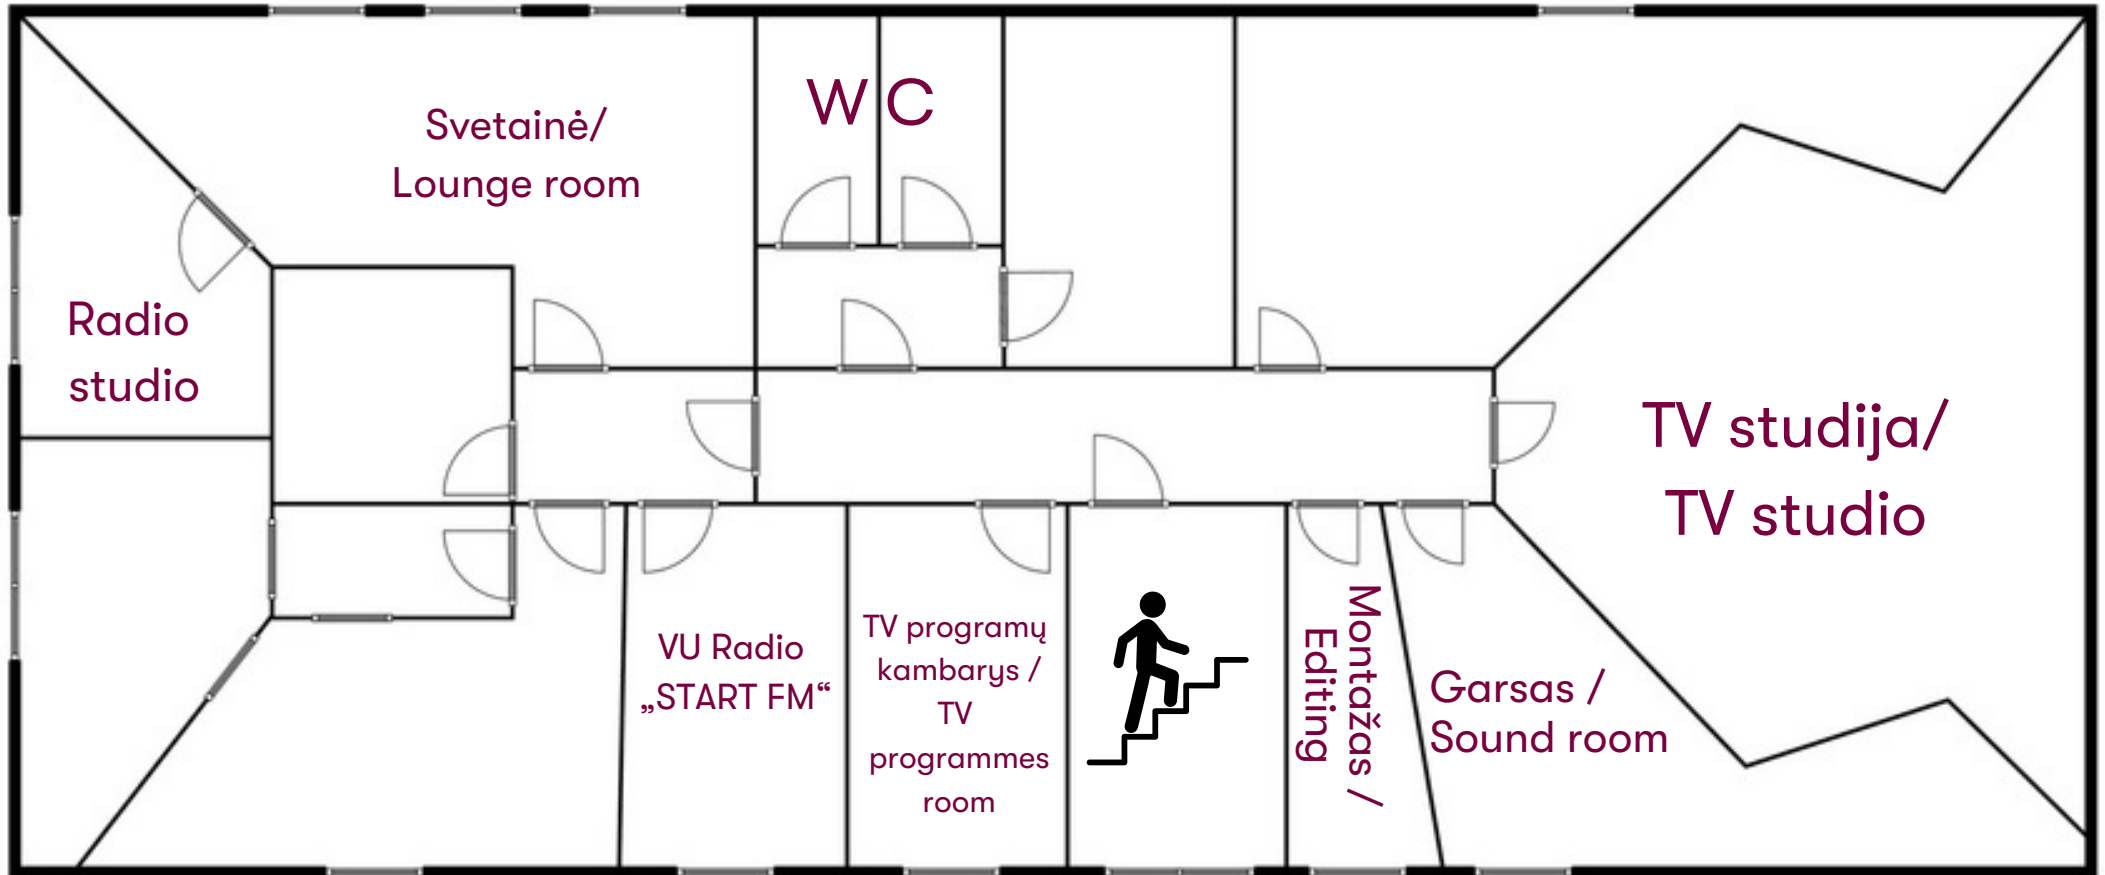 Svetainė/
Lounge room
WC
Radio
studio
TV studija/
TV studio
VU Radio
„START FM“
TV programų
kambarys /
TV
programmes
room
Montažas /
Editing
Garsas /
Sound room